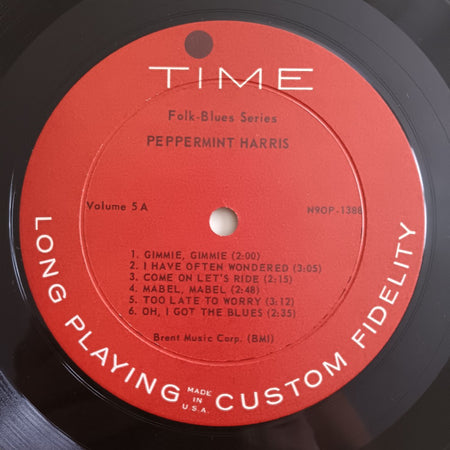 TIME
Folk-Blues Series
PEPPERMINT HARRIS
Volume 5 A
N9OP-1386
1. GIMMIE, GIMMIE (2:00)
2. I HAVE OFTEN WONDERED (3:05)
3. COME ON LET'S RIDE (2:15)
4. MABEL, MABEL (2:48)
5. TOO LATE TO WORRY (3:12)
6. OH, I GOT THE BLUES (2:35)
Brent Music Corp. (BMI)
LONG PLAYING CUSTOM FIDELITY
MADE
IN
U.S.A.